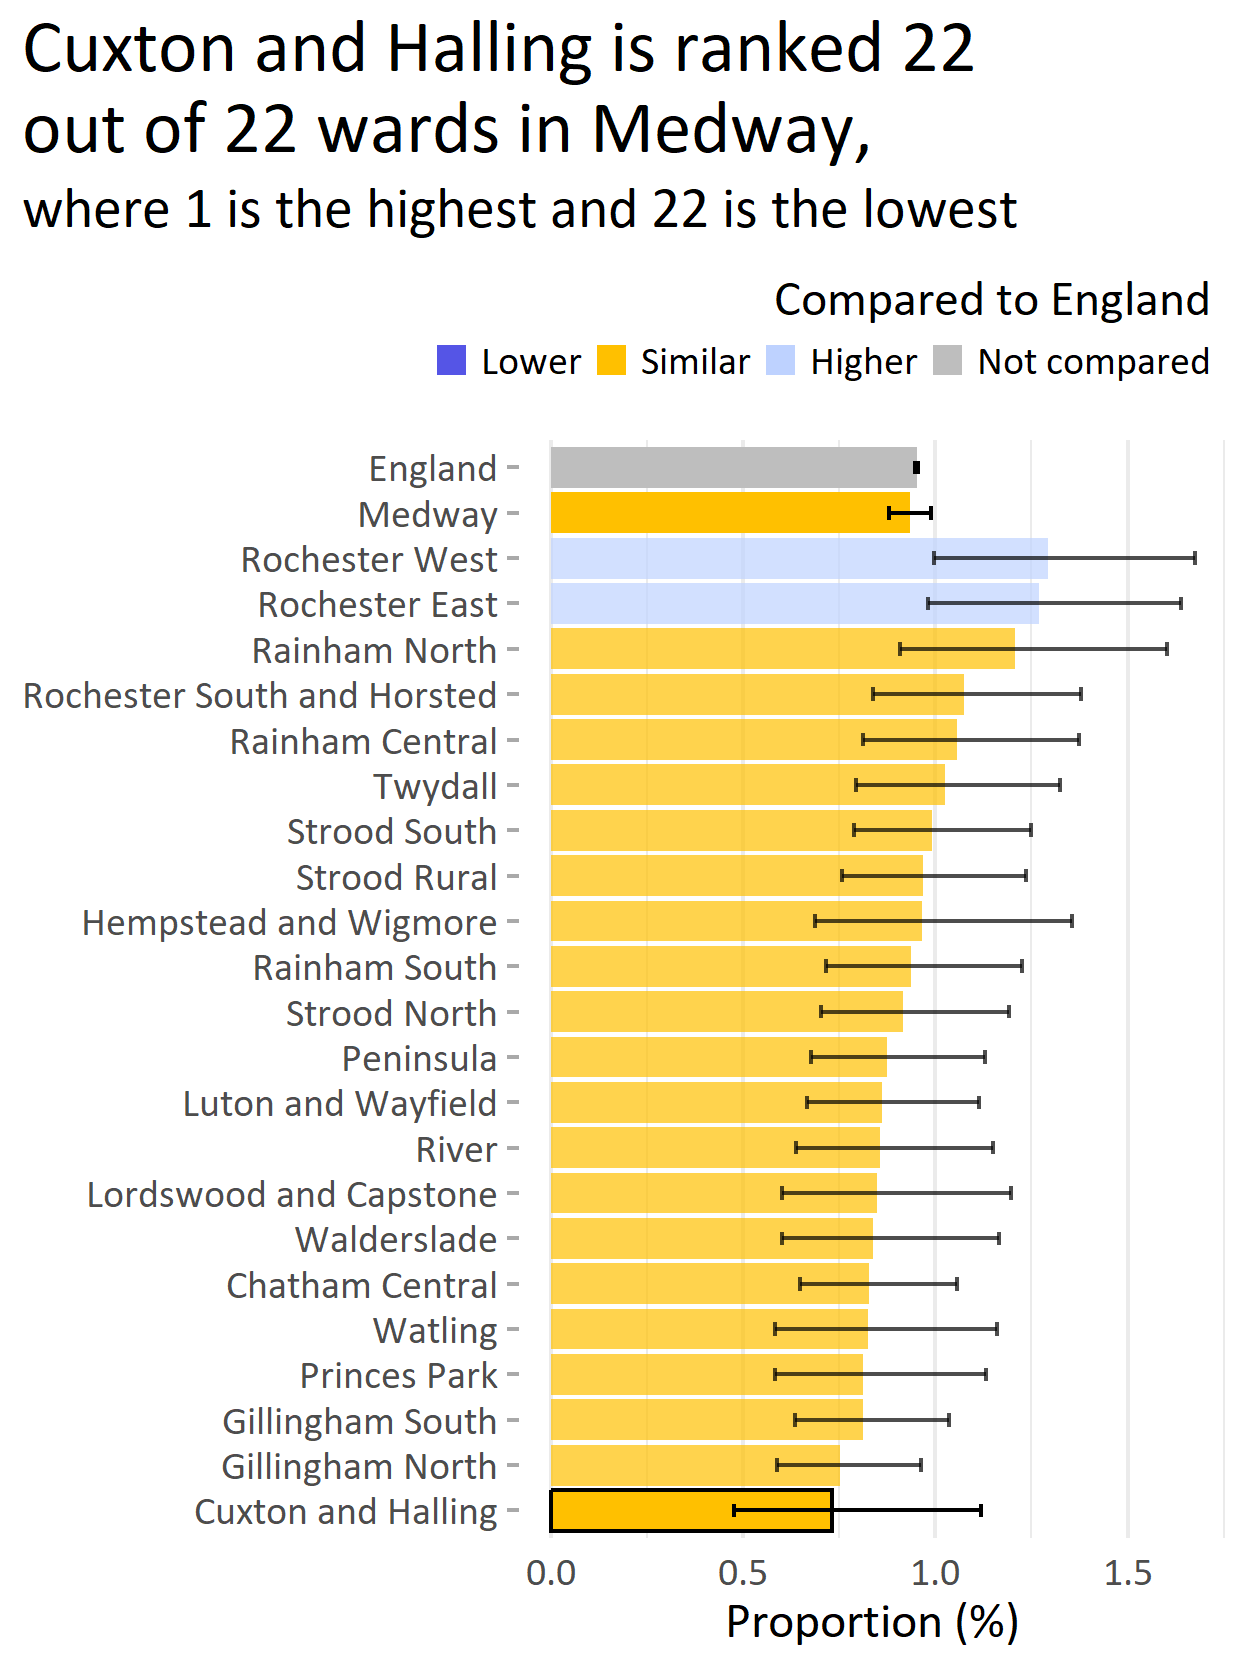 Cuxton and Halling is ranked 22
out of 22 wards in Medway,
where 1 is the highest and 22 is the lowest
Compared to England
Lower Similar Higher Not compared
England
Medway
Rochester West
Rochester East
Rainham North
Rochester South and Horsted
Rainham Central
Twydall
Strood South
Strood Rural
Hempstead and Wigmore
Rainham South
Strood North
Peninsula
Luton and Wayfield
River
Lordswood and Capstone
Walderslade
Chatham Central
Watling
Princes Park
Gillingham South
Gillingham North
Cuxton and Halling
0.0 0.5 1.0 1.5
Proportion (%)